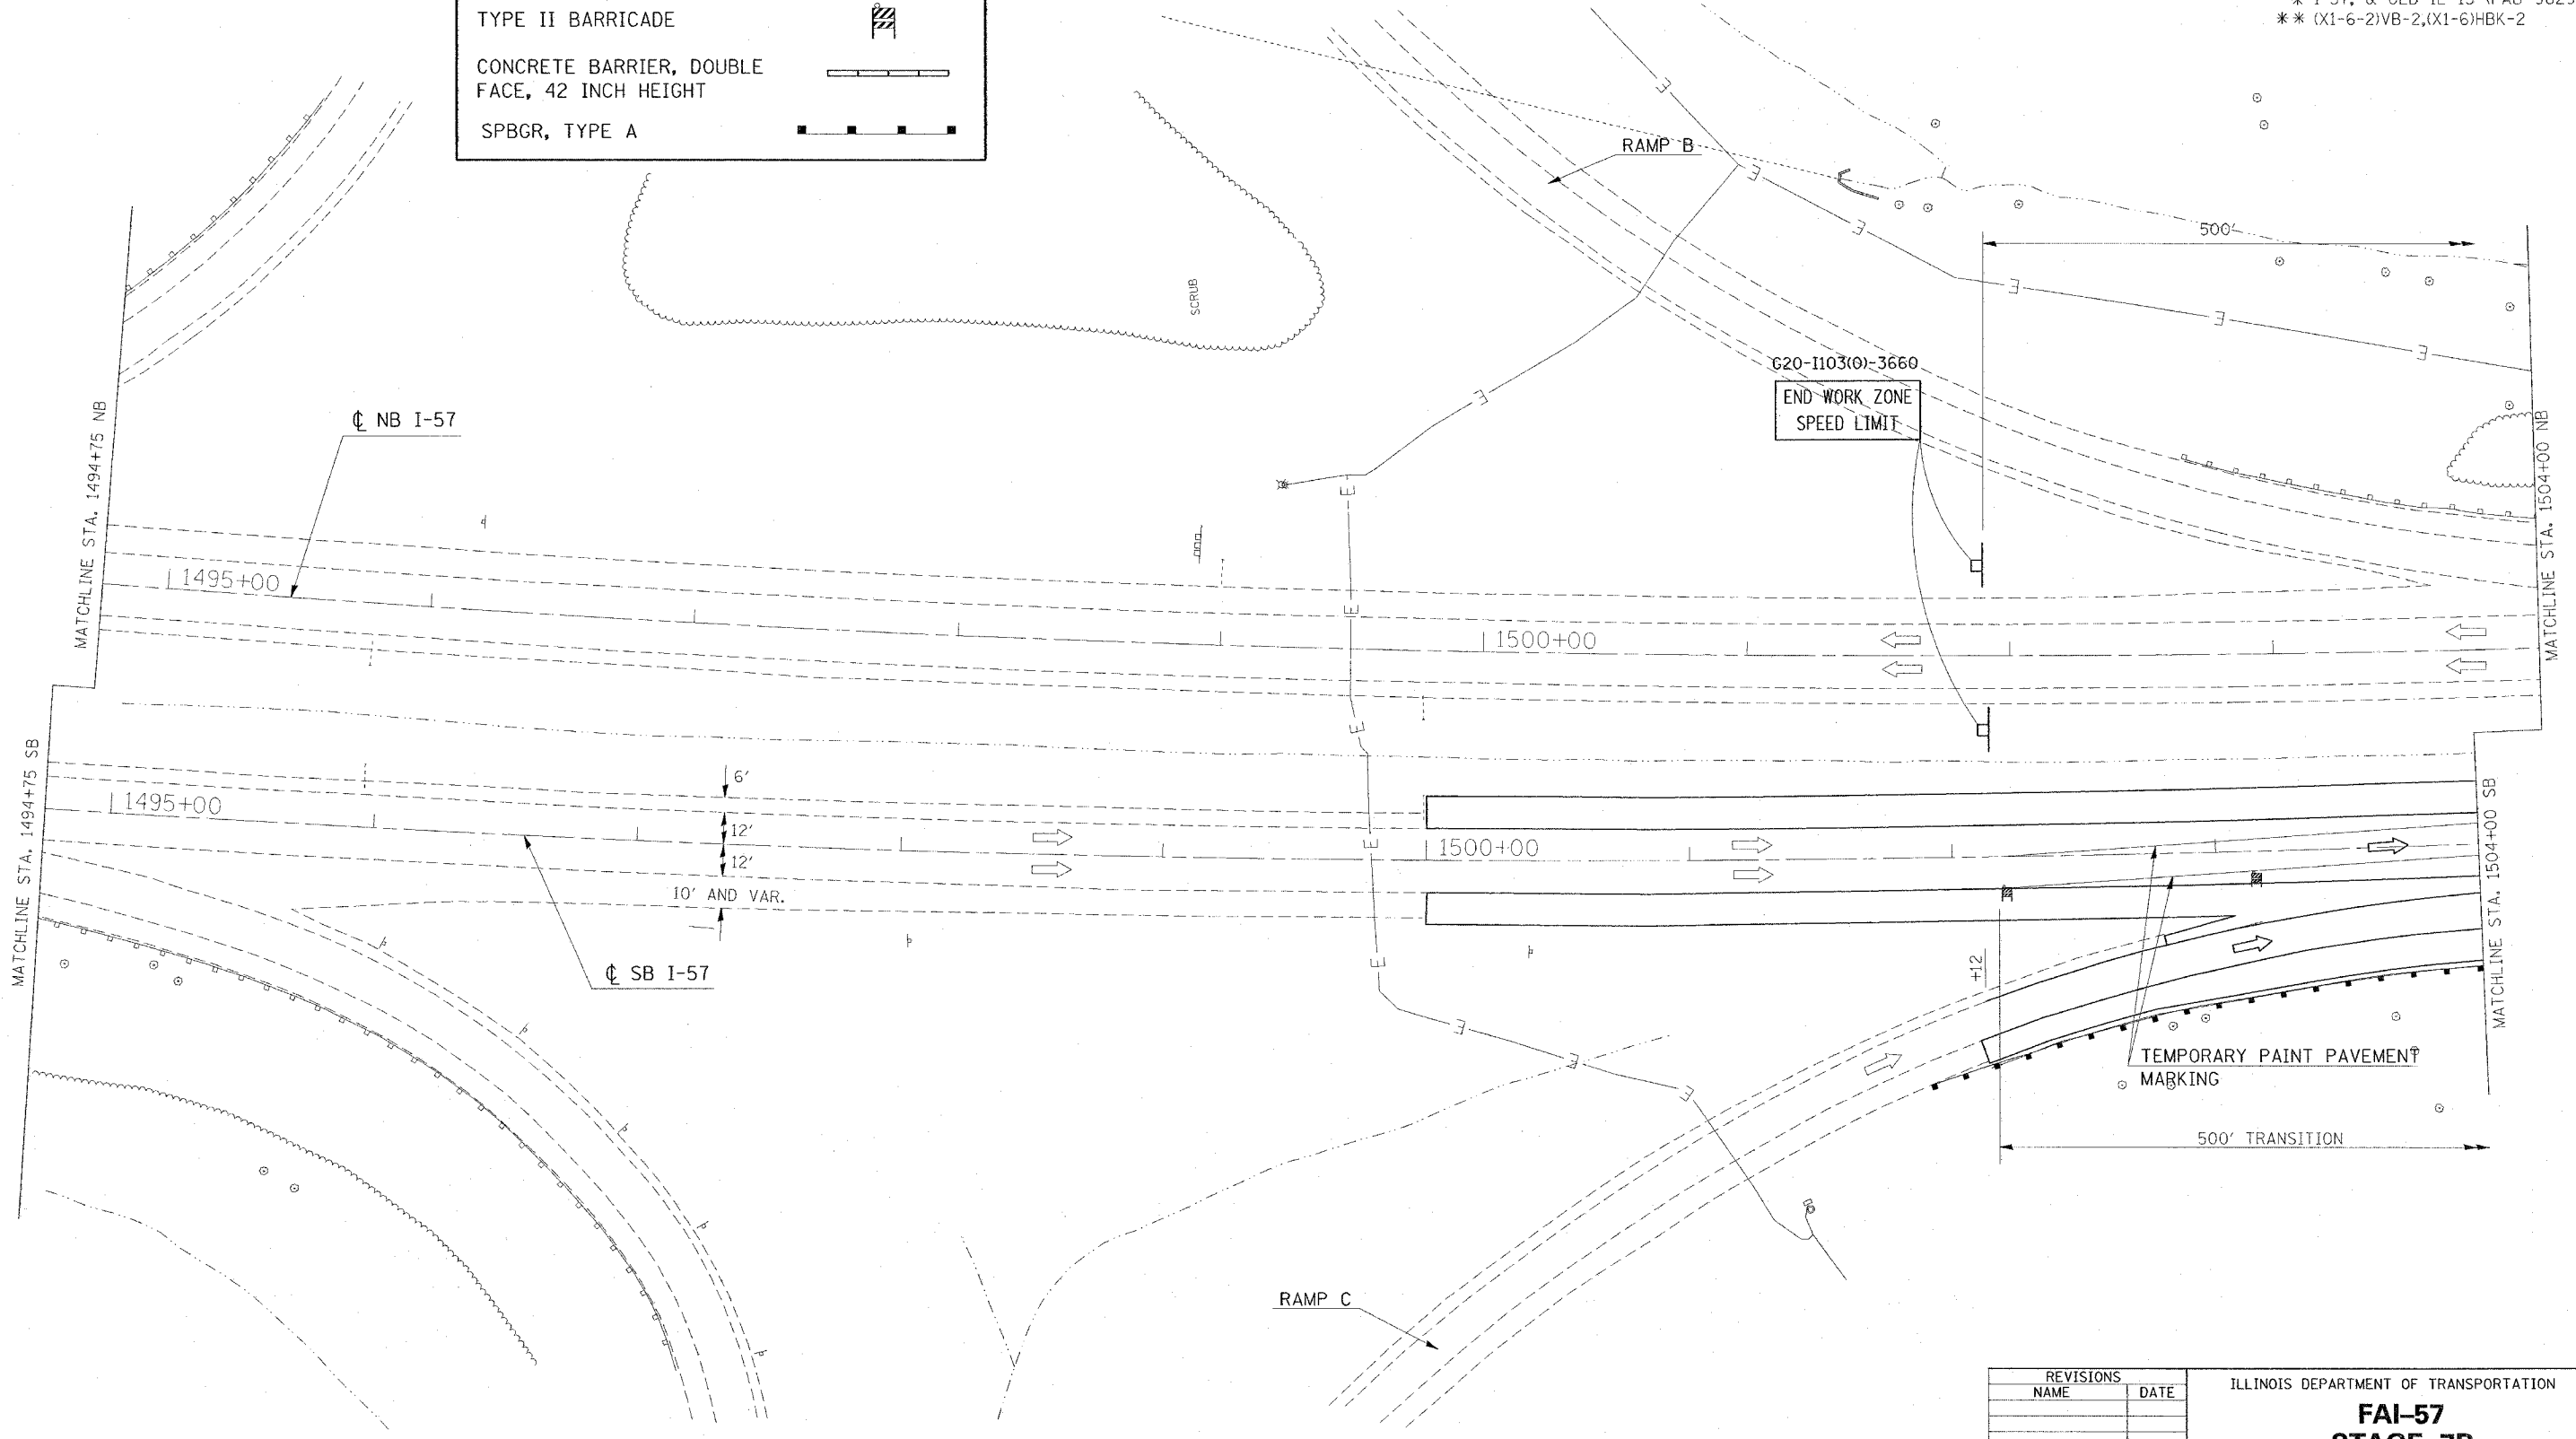 TYPE II BARRICADE
CONCRETE BARRIER, DOUBLE
FACE, 42 INCH HEIGHT
SPBGR, TYPE A
** (X1-6-2)VB-2,(X1-6)HBK-2
RAMP B
500'
SCRUB
G20-I103(0)-3660
END WORK ZONE
SPEED LIMIT
℄ NB I-57
MATCHLINE STA. 1494+75 NB
MATCHLINE STA. 1504+00 NB
1495+00
1500+00
MATCHLINE STA. 1494+75 SB
MATCHLINE STA. 1504+00 SB
1495+00
6'
12'
12'
10' AND VAR.
1500+00
℄ SB I-57
+12
TEMPORARY PAINT PAVEMENT
MARKING
500' TRANSITION
RAMP C
E E E E E E E E E E E E E E E E E E
REVISIONS
NAME
DATE
ILLINOIS DEPARTMENT OF TRANSPORTATION
FAI-57